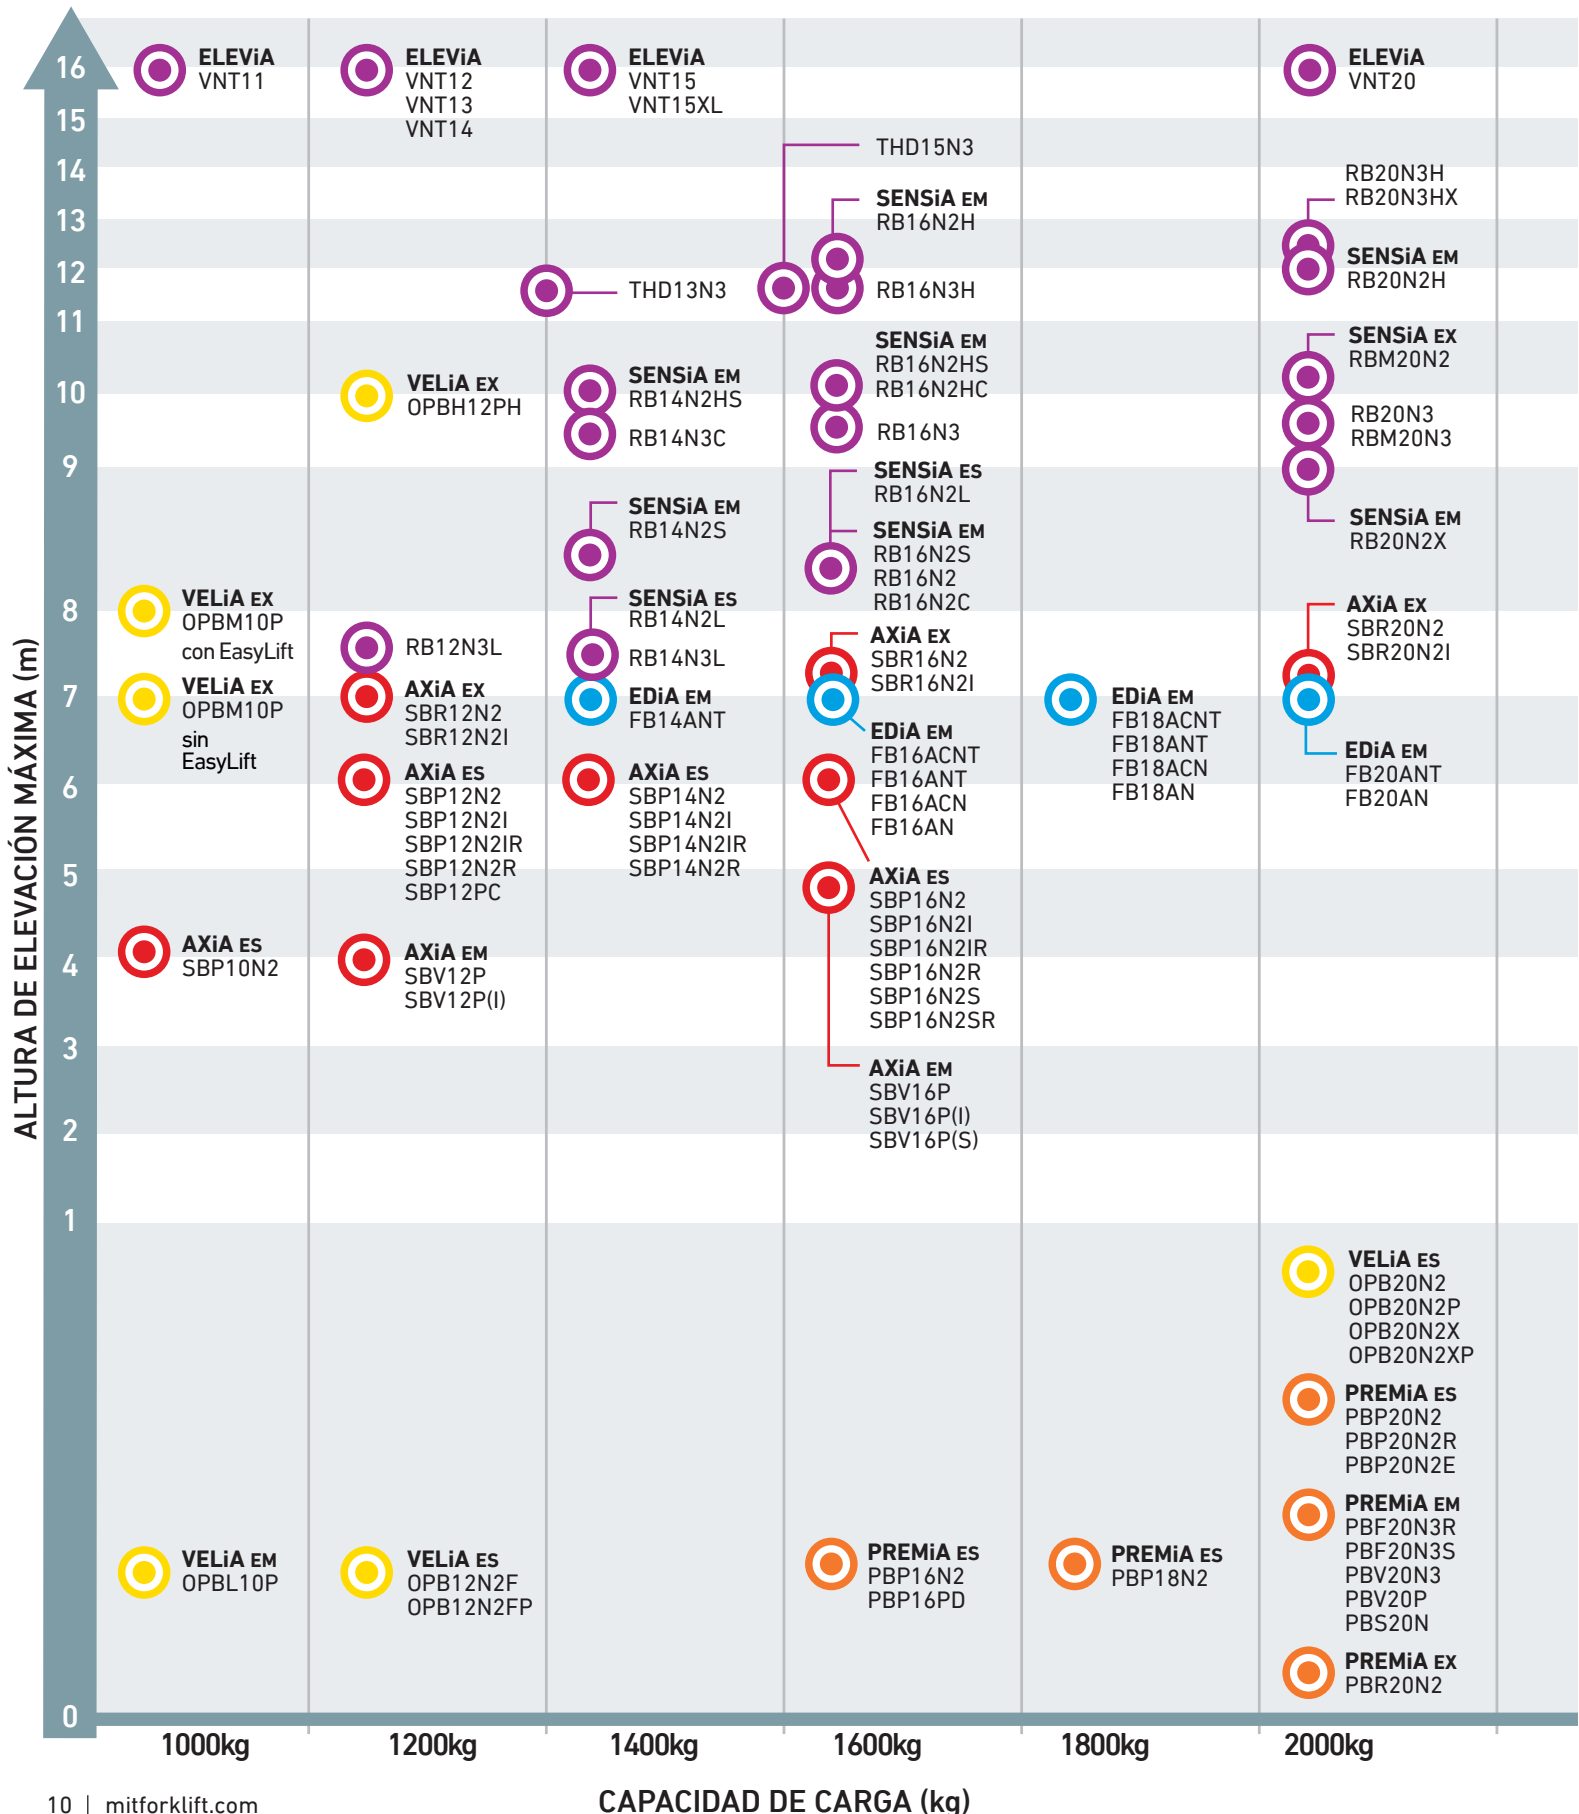 ALTURA DE ELEVACIÓN MÁXIMA (m)
16
15
14
13
12
11
10
9
8
7
6
5
4
3
2
1
0
ELEViA
VNT11
VELiA EX
OPBM10P
con EasyLift
VELiA EX
OPBM10P
sin
EasyLift
AXiA ES
SBP10N2
VELiA EM
OPBL10P
ELEViA
VNT12
VNT13
VNT14
VELiA EX
OPBH12PH
RB12N3L
AXiA EX
SBR12N2
SBR12N2I
AXiA ES
SBP12N2
SBP12N2I
SBP12N2IR
SBP12N2R
SBP12PC
AXiA EM
SBV12P
SBV12P(I)
VELiA ES
OPB12N2F
OPB12N2FP
ELEViA
VNT15
VNT15XL
THD13N3
SENSiA EM
RB14N2HS
RB14N3C
SENSiA EM
RB14N2S
SENSiA ES
RB14N2L
RB14N3L
EDiA EM
FB14ANT
AXiA ES
SBP14N2
SBP14N2I
SBP14N2IR
SBP14N2R
THD15N3
SENSiA EM
RB16N2H
RB16N3H
SENSiA EM
RB16N2HS
RB16N2HC
RB16N3
SENSiA ES
RB16N2L
SENSiA EM
RB16N2S
RB16N2
RB16N2C
AXiA EX
SBR16N2
SBR16N2I
EDiA EM
FB16ACNT
FB16ANT
FB16ACN
FB16AN
AXiA ES
SBP16N2
SBP16N2I
SBP16N2IR
SBP16N2R
SBP16N2S
SBP16N2SR
AXiA EM
SBV16P
SBV16P(I)
SBV16P(S)
PREMiA ES
PBP16N2
PBP16PD
EDiA EM
FB18ACNT
FB18ANT
FB18ACN
FB18AN
PREMiA ES
PBP18N2
ELEViA
VNT20
RB20N3H
RB20N3HX
SENSiA EM
RB20N2H
SENSiA EX
RBM20N2
RB20N3
RBM20N3
SENSiA EM
RB20N2X
AXiA EX
SBR20N2
SBR20N2I
EDiA EM
FB20ANT
FB20AN
VELiA ES
OPB20N2
OPB20N2P
OPB20N2X
OPB20N2XP
PREMiA ES
PBP20N2
PBP20N2R
PBP20N2E
PREMiA EM
PBF20N3R
PBF20N3S
PBV20N3
PBV20P
PBS20N
PREMiA EX
PBR20N2
1000kg
1200kg
1400kg
1600kg
1800kg
2000kg
CAPACIDAD DE CARGA (kg)
10 | mitforklift.com